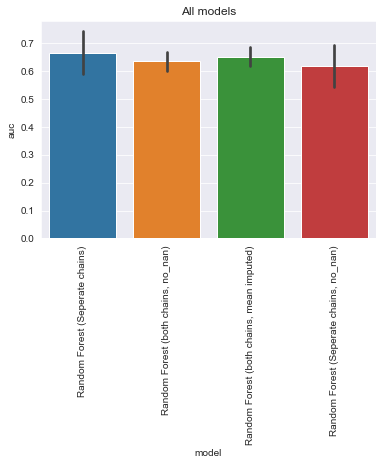 All models
auc
0.7
0.6
0.5
0.4
0.3
0.2
0.1
0.0
Random Forest (Seperate chains)
Random Forest (both chains, no_nan)
Random Forest (both chains, mean imputed)
Random Forest (Seperate chains, no_nan)
model